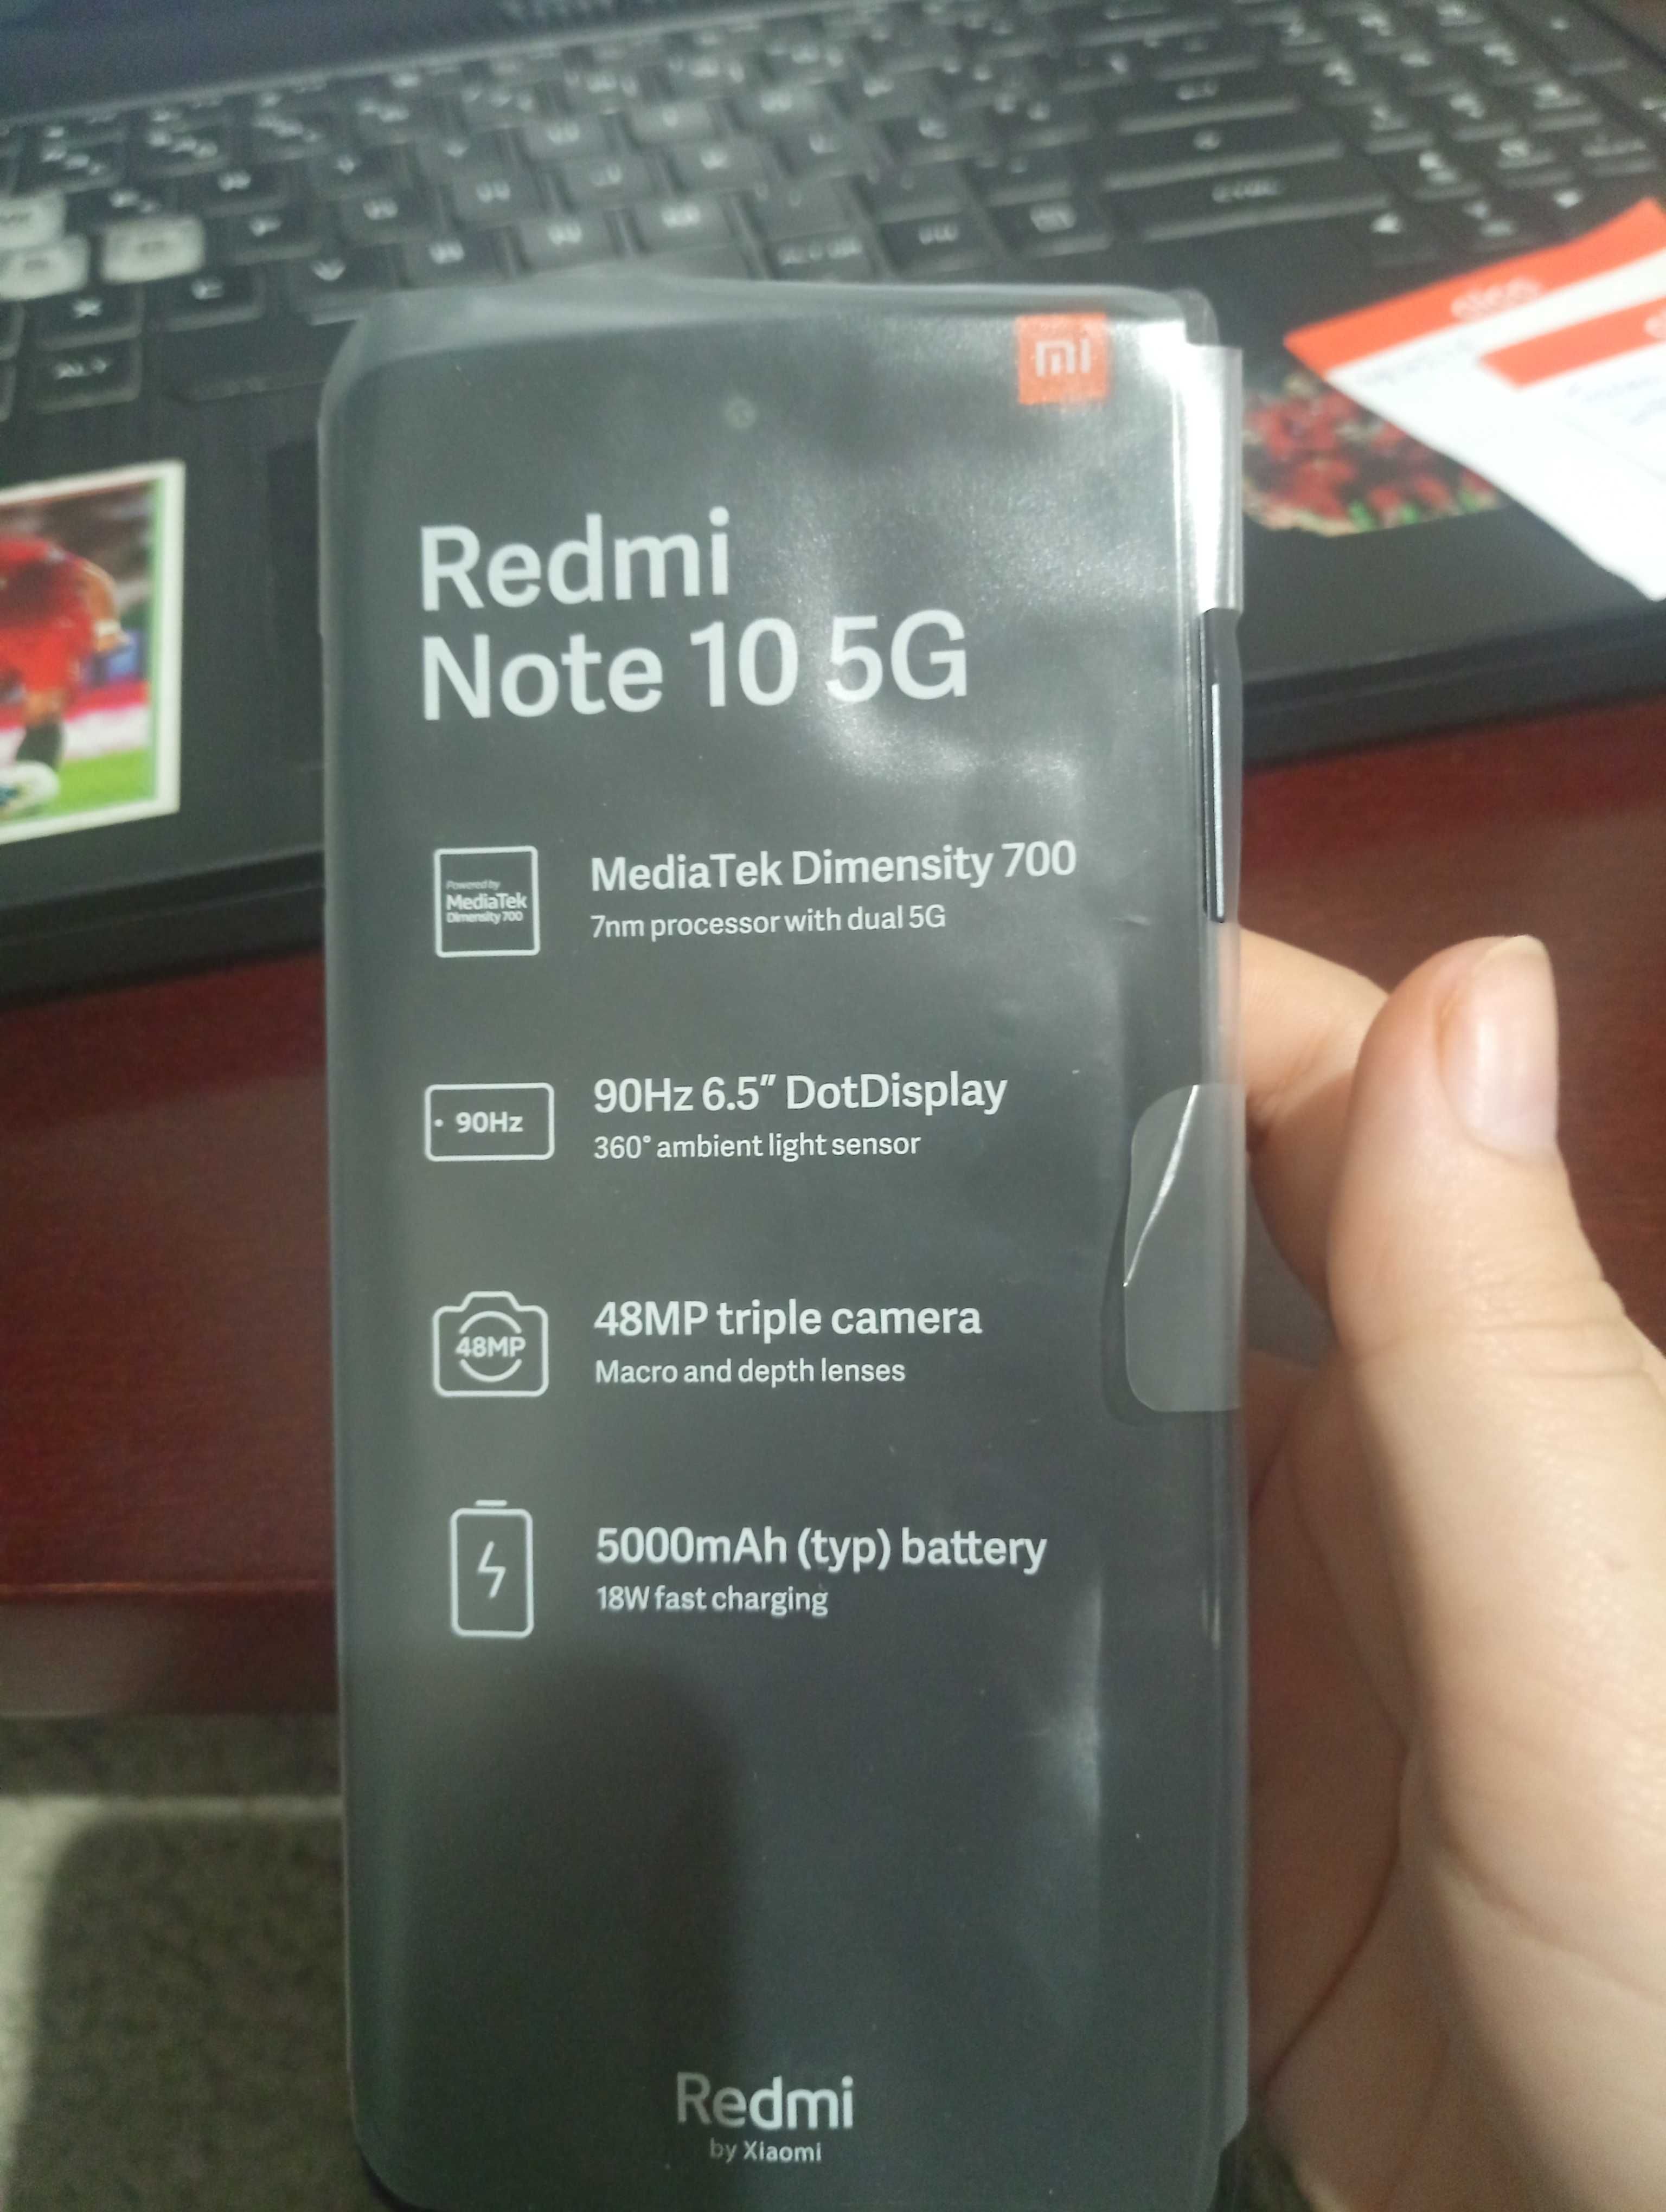 mi
Redmi
Note 10 5G
Powered by
MediaTek
Dimensity 700
MediaTek Dimensity 700
7nm processor with dual 5G
90Hz
90Hz 6.5″ DotDisplay
360° ambient light sensor
48MP
48MP triple camera
Macro and depth lenses
5000mAh (typ) battery
18W fast charging
Redmi
by Xiaomi